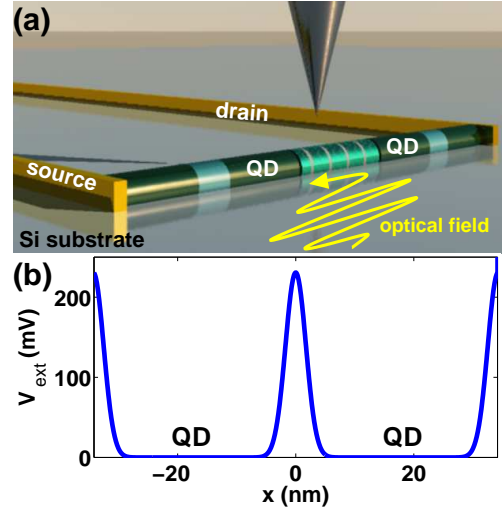 (a)
drain
QD
QD
source
optical field
Si substrate
(b)
200
100
0
V_ext (mV)
QD
QD
−20
0
20
x (nm)